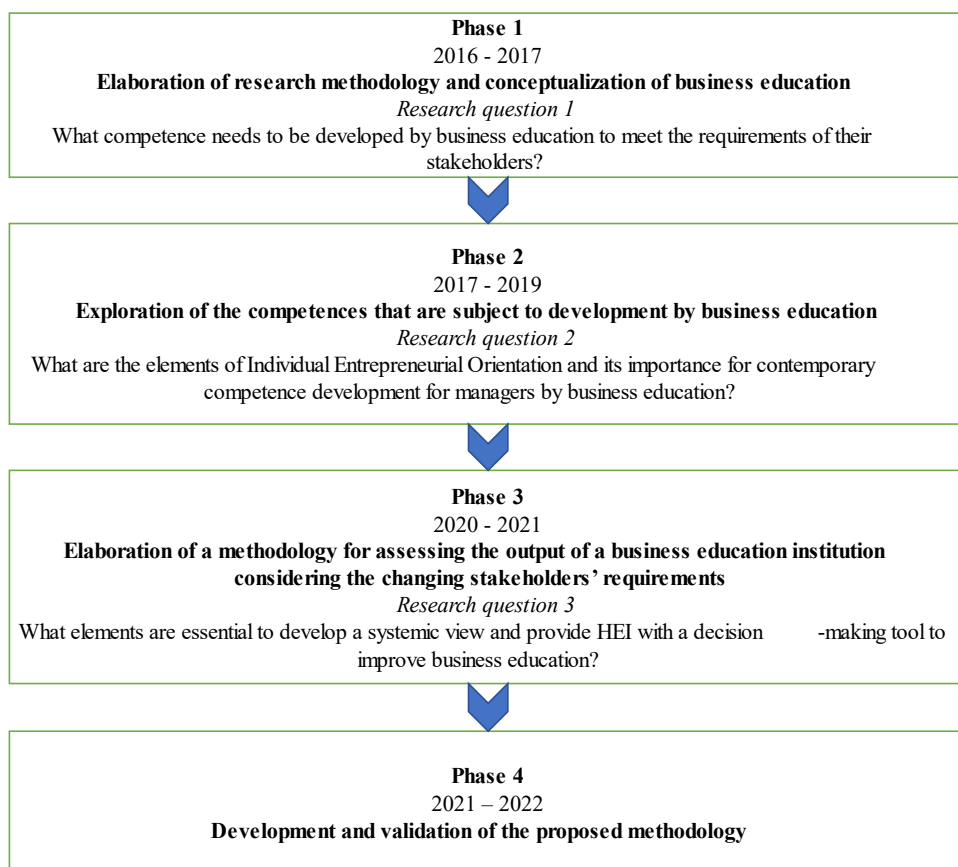 Phase 1
2016 - 2017
Elaboration of research methodology and conceptualization of business education
Research question 1
What competence needs to be developed by business education to meet the requirements of their
stakeholders?
Phase 2
2017 - 2019
Exploration of the competences that are subject to development by business education
Research question 2
What are the elements of Individual Entrepreneurial Orientation and its importance for contemporary
competence development for managers by business education?
Phase 3
2020 - 2021
Elaboration of a methodology for assessing the output of a business education institution
considering the changing stakeholders’ requirements
Research question 3
What elements are essential to develop a systemic view and provide HEI with a decision -making tool to
improve business education?
Phase 4
2021 – 2022
Development and validation of the proposed methodology